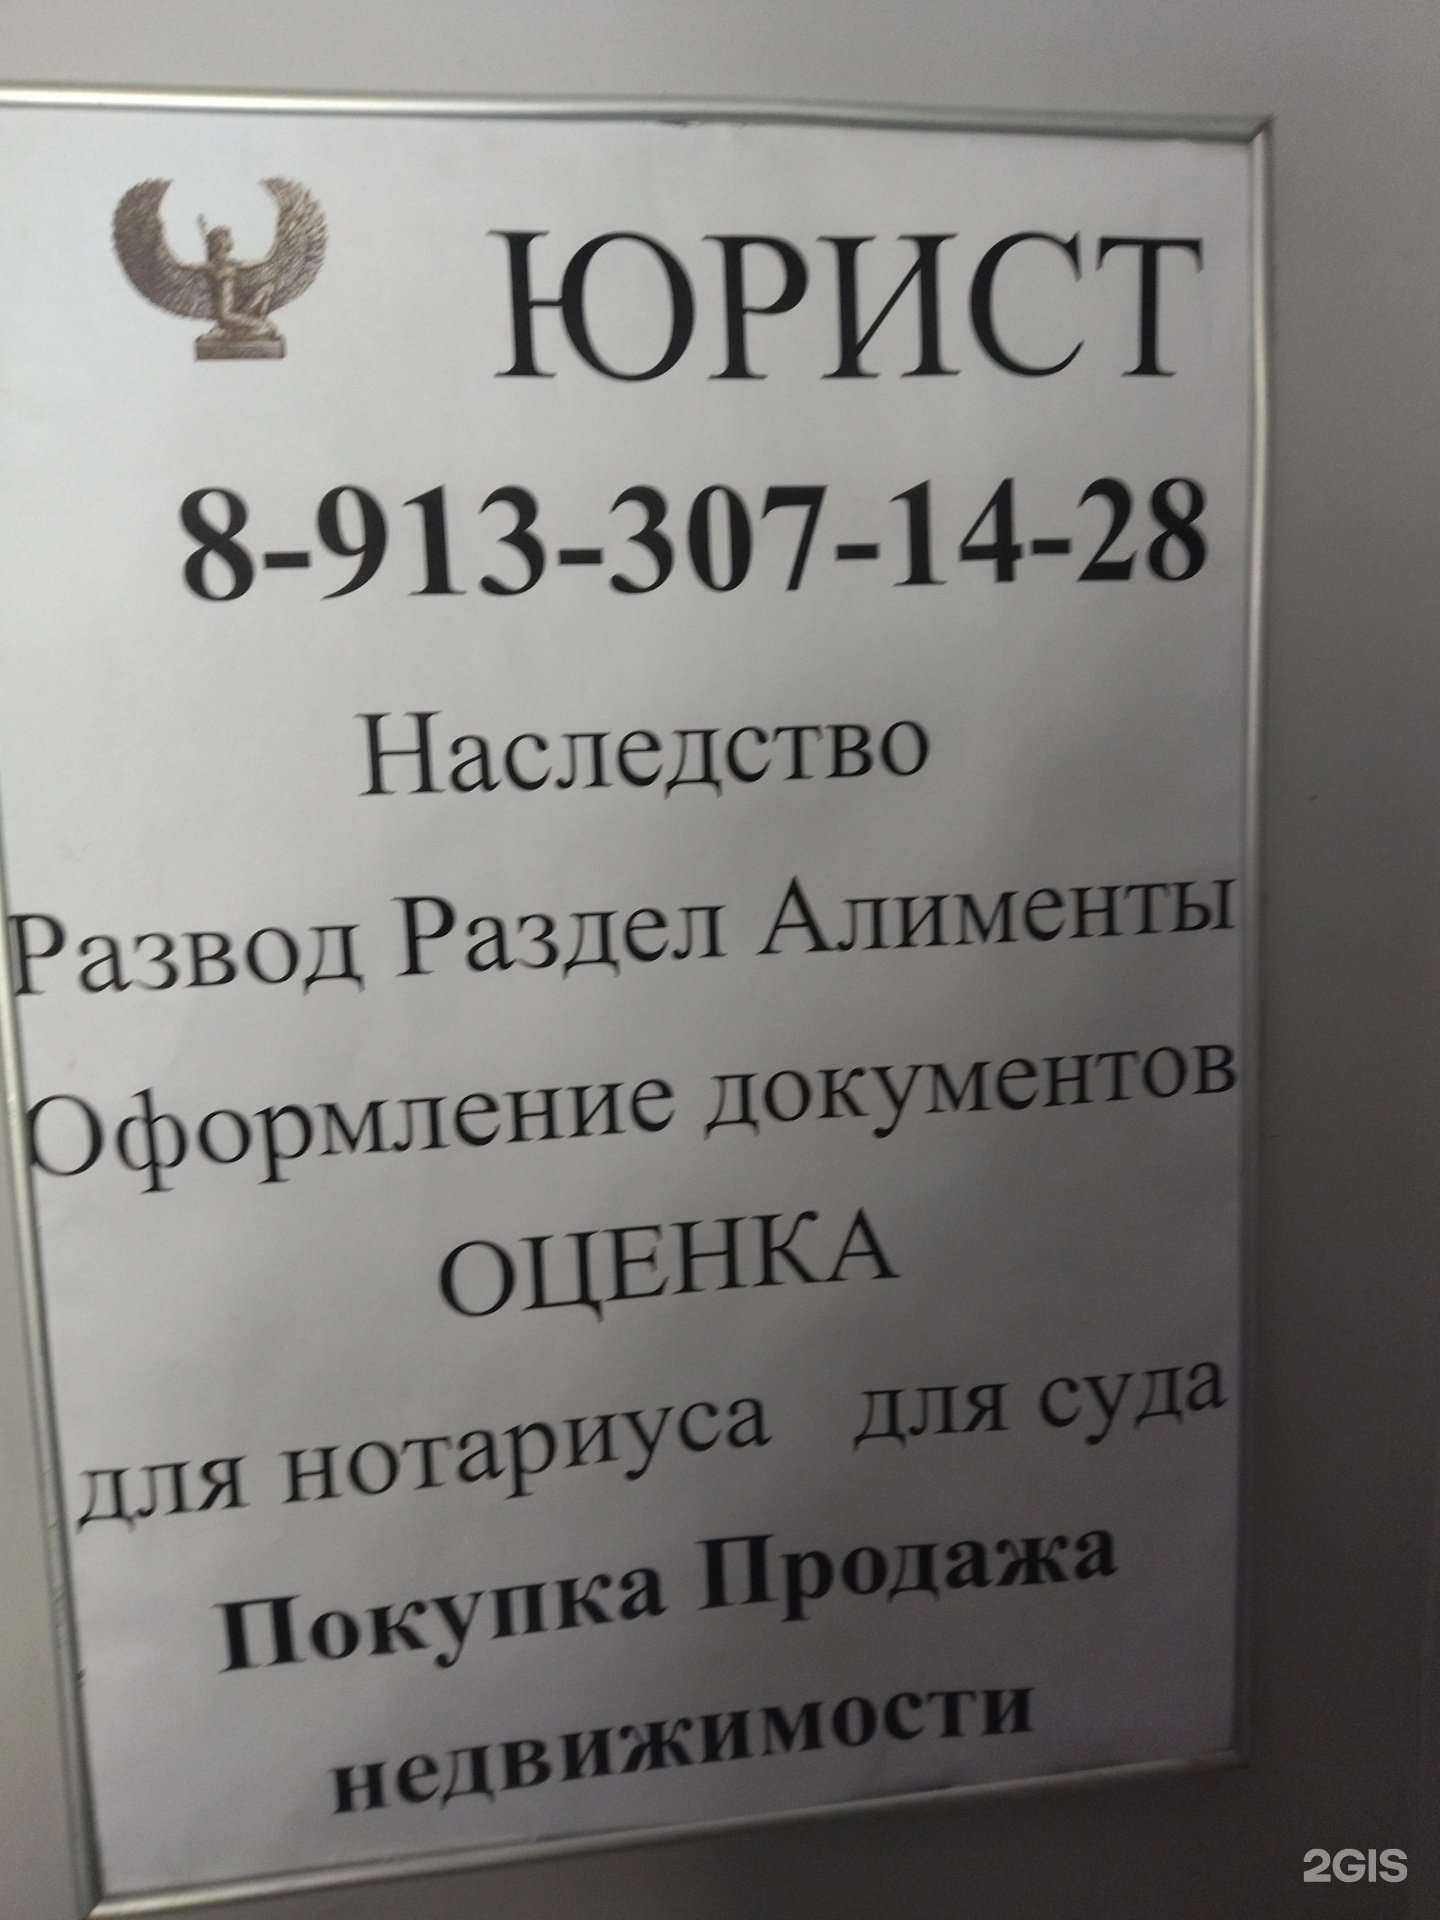 ЮРИСТ
8-913-307-14-28
Наследство
Развод Раздел Алименты
Оформление документов
ОЦЕНКА
для нотариуса для суда
Покупка Продажа
недвижимости
2GIS